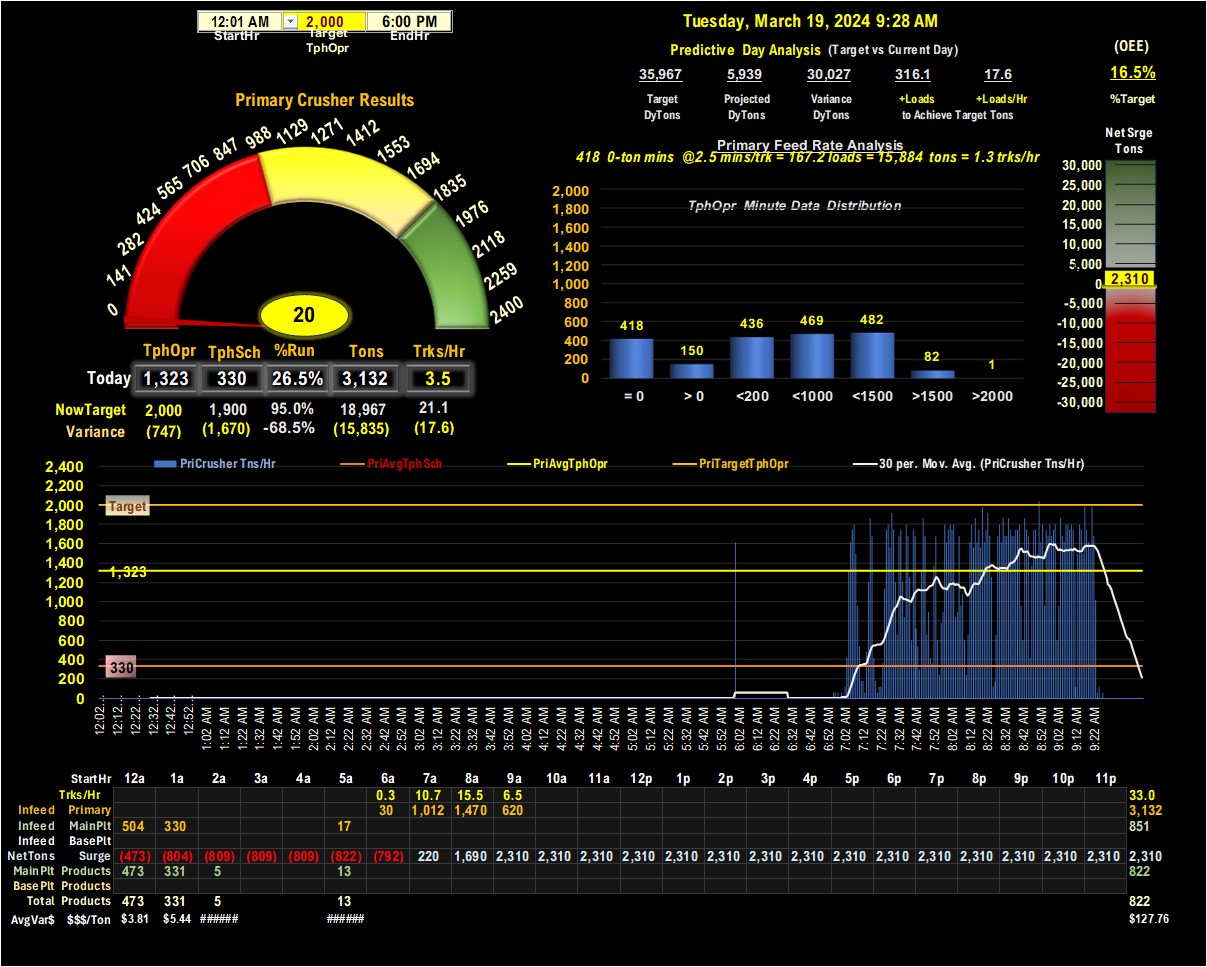 12:01 AM 2,000 6:00 PM
StartHr Target TphOpr EndHr
Tuesday, March 19, 2024 9:28 AM
Predictive Day Analysis (Target vs Current Day)
35,967 5,939 30,027 316.1 17.6
Target DyTons Projected DyTons Variance DyTons +Loads +Loads/Hr
to Achieve Target Tons
(OEE)
16.5%
%Target
Primary Crusher Results
0 141 282 424 565 706 847 988 1129 1271 1412 1553 1694 1835 1976 2118 2259 2400
20
TphOpr TphSch %Run Tons Trks/Hr
Today 1,323 330 26.5% 3,132 3.5
NowTarget 2,000 1,900 95.0% 18,967 21.1
Variance (747) (1,670) -68.5% (15,835) (17.6)
Primary Feed Rate Analysis
418 0-ton mins @2.5 mins/trk = 167.2 loads = 15,884 tons = 1.3 trks/hr
TphOpr Minute Data Distribution
2,000
1,800
1,600
1,400
1,200
1,000
800
600
400
200
0
418 150 436 469 482 82 1
= 0 > 0 <200 <1000 <1500 >1500 >2000
Net Srge
Tons
30,000
25,000
20,000
15,000
10,000
5,000
0
2,310
-5,000
-10,000
-13,000
-17,000
-20,000
-25,000
-30,000
PriCrusher Tns/Hr PriAvgTphSch PriAvgTphOpr PriTargetTphOpr 30 per. Mov. Avg. (PriCrusher Tns/Hr)
2,400
2,200
2,000
1,800
1,600
1,400
1,200
1,000
800
600
400
200
0
Target
1,323
330
12:02... 12:12... 12:22... 12:32... 12:42... 12:52... 1:02 AM 1:12 AM 1:22 AM 1:32 AM 1:42 AM 1:52 AM 2:02 AM 2:12 AM 2:22 AM 2:32 AM 2:42 AM 2:52 AM 3:02 AM 3:12 AM 3:22 AM 3:32 AM 3:42 AM 3:52 AM 4:02 AM 4:12 AM 4:22 AM 4:32 AM 4:42 AM 4:52 AM 5:02 AM 5:12 AM 5:22 AM 5:32 AM 5:42 AM 5:52 AM 6:02 AM 6:12 AM 6:22 AM 6:32 AM 6:42 AM 6:52 AM 7:02 AM 7:12 AM 7:22 AM 7:32 AM 7:42 AM 7:52 AM 8:02 AM 8:12 AM 8:22 AM 8:32 AM 8:42 AM 8:52 AM 9:02 AM 9:12 AM 9:22 AM
StartHr 12a 1a 2a 3a 4a 5a 6a 7a 8a 9a 10a 11a 12p 1p 2p 3p 4p 5p 6p 7p 8p 9p 10p 11p
Trks/Hr 0.3 10.7 15.5 6.5 33.0
Infeed Primary 30 1,012 1,470 620 3,132
Infeed MainPlt 504 330 17 851
Infeed BasePlt
NetTons Surge (473) (804) (809) (809) (809) (822) (792) 220 1,690 2,310 2,310 2,310 2,310 2,310 2,310 2,310 2,310 2,310 2,310 2,310 2,310 2,310 2,310 2,310 2,310
MainPlt Products 473 331 5 13 822
BasePlt Products
Total Products 473 331 5 13 822
AvgVar$ $$$/Ton $3.81 $5.44 ###### ###### $127.76